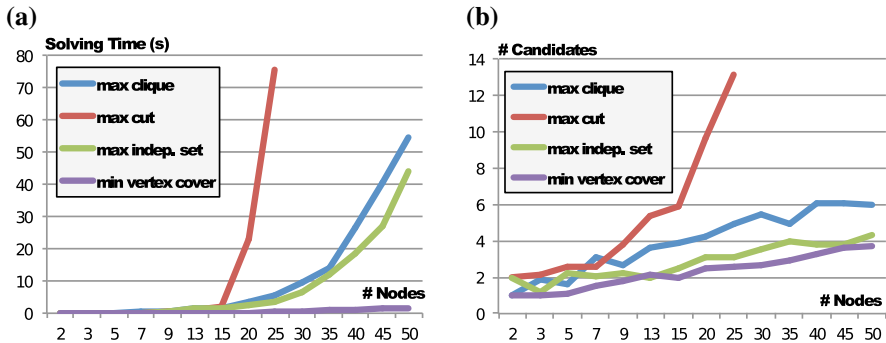 (a)
Solving Time (s)
80
70
60
50
40
30
20
10
0
max clique
max cut
max indep. set
min vertex cover
# Nodes
2 3 5 7 9 13 15 20 25 30 35 40 45 50
(b)
# Candidates
14
12
10
8
6
4
2
0
max clique
max cut
max indep. set
min vertex cover
# Nodes
2 3 5 7 9 13 15 20 25 30 35 40 45 50